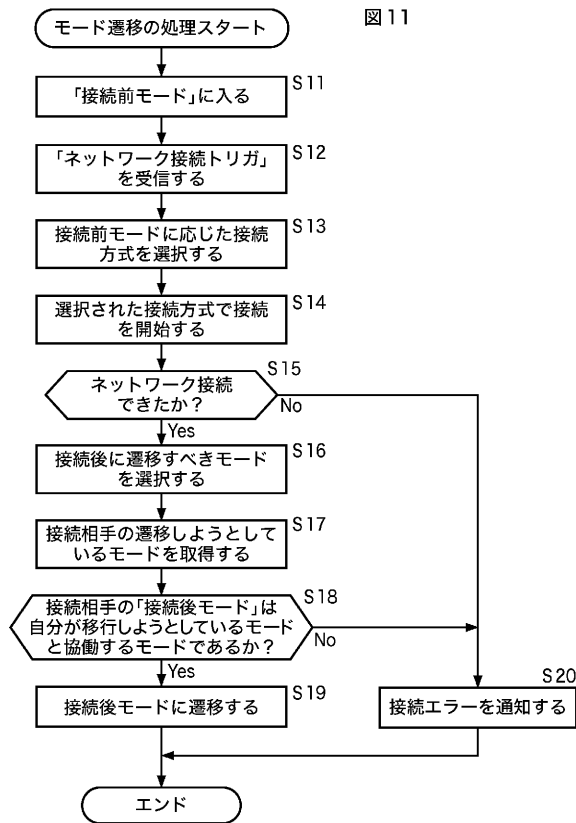 図11
モード遷移の処理スタート
S11
「接続前モード」に入る
S12
「ネットワーク接続トリガ」
を受信する
S13
接続前モードに応じた接続
方式を選択する
S14
選択された接続方式で接続
を開始する
S15
ネットワーク接続
できたか？
No
Yes
S16
接続後に遷移すべきモード
を選択する
S17
接続相手の遷移しようとして
いるモードを取得する
S18
接続相手の「接続後モード」は
自分が移行しようとしているモード
と協働するモードであるか？
No
Yes
S19
接続後モードに遷移する
S20
接続エラーを通知する
エンド